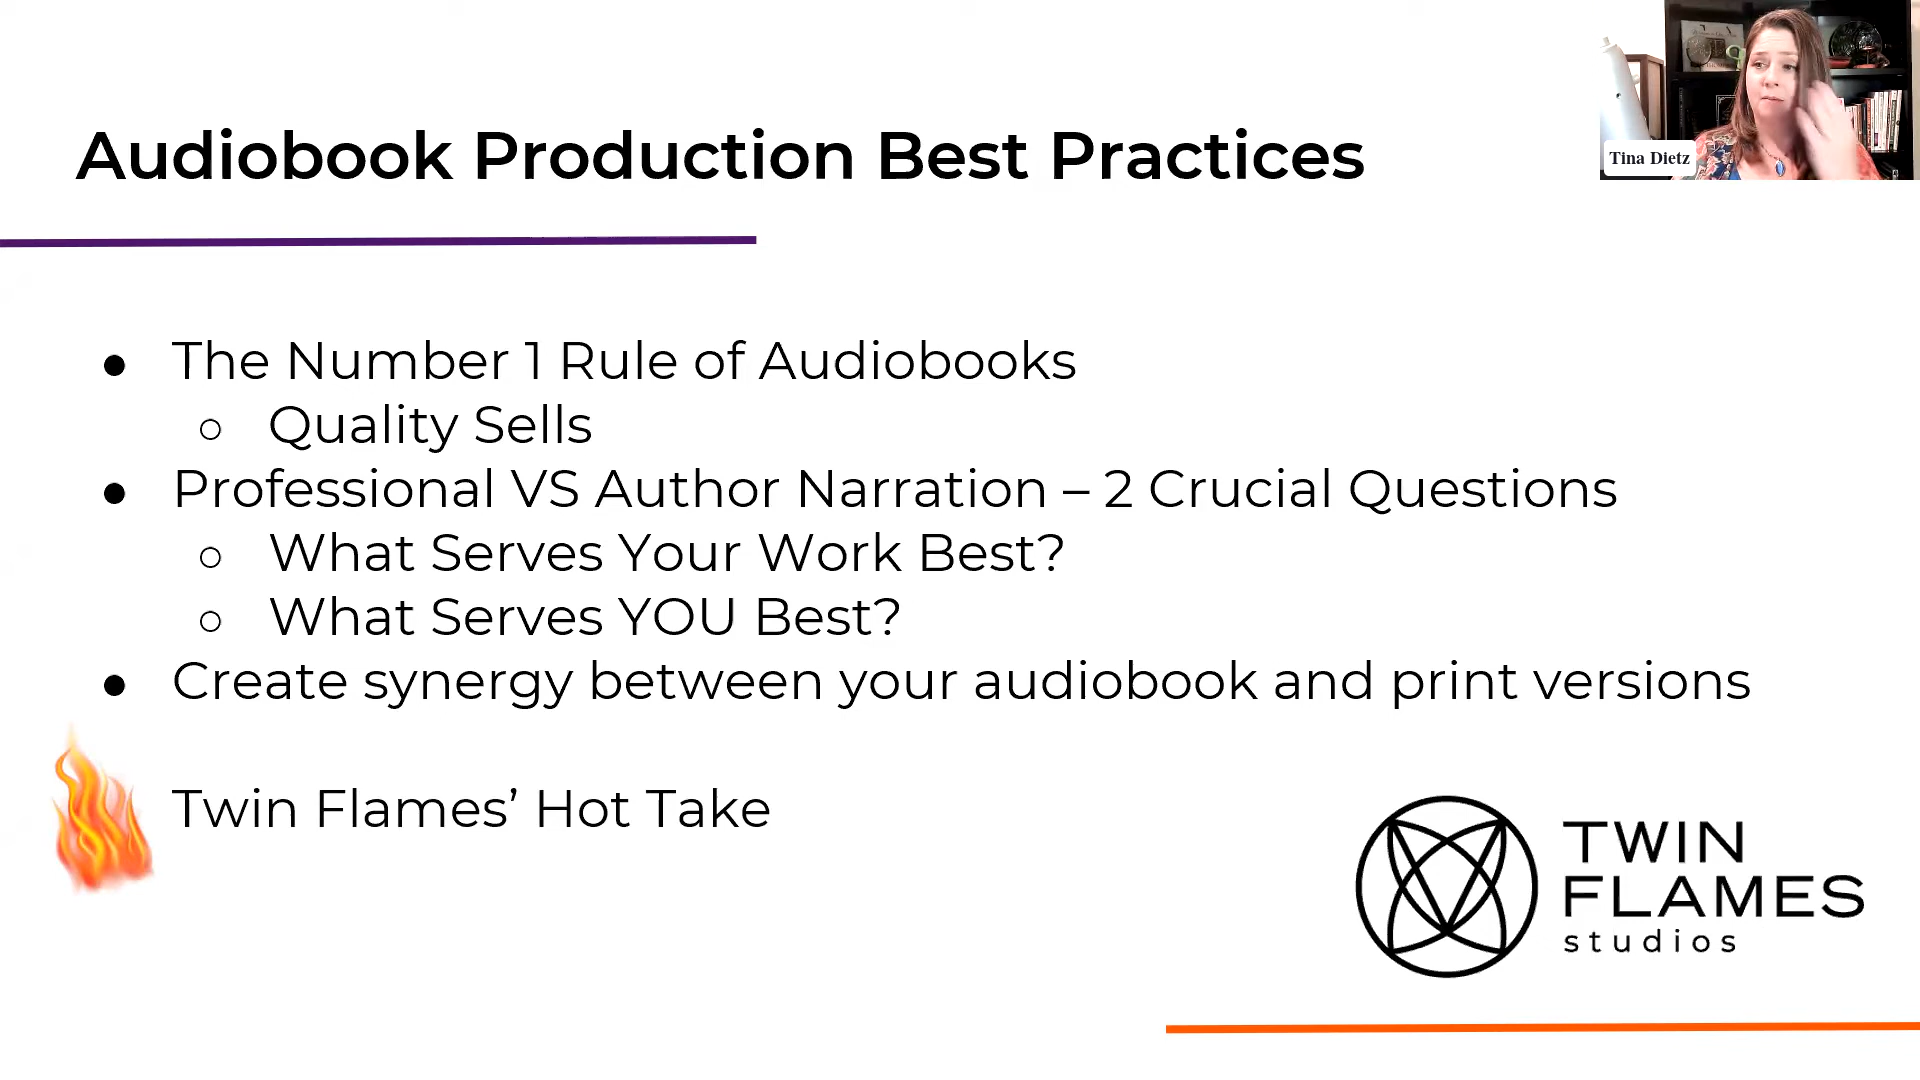 Audiobook Production Best Practices
Tina Dietz
● The Number 1 Rule of Audiobooks
○ Quality Sells
● Professional VS Author Narration – 2 Crucial Questions
○ What Serves Your Work Best?
○ What Serves YOU Best?
● Create synergy between your audiobook and print versions
Twin Flames’ Hot Take
TWIN
FLAMES
studios